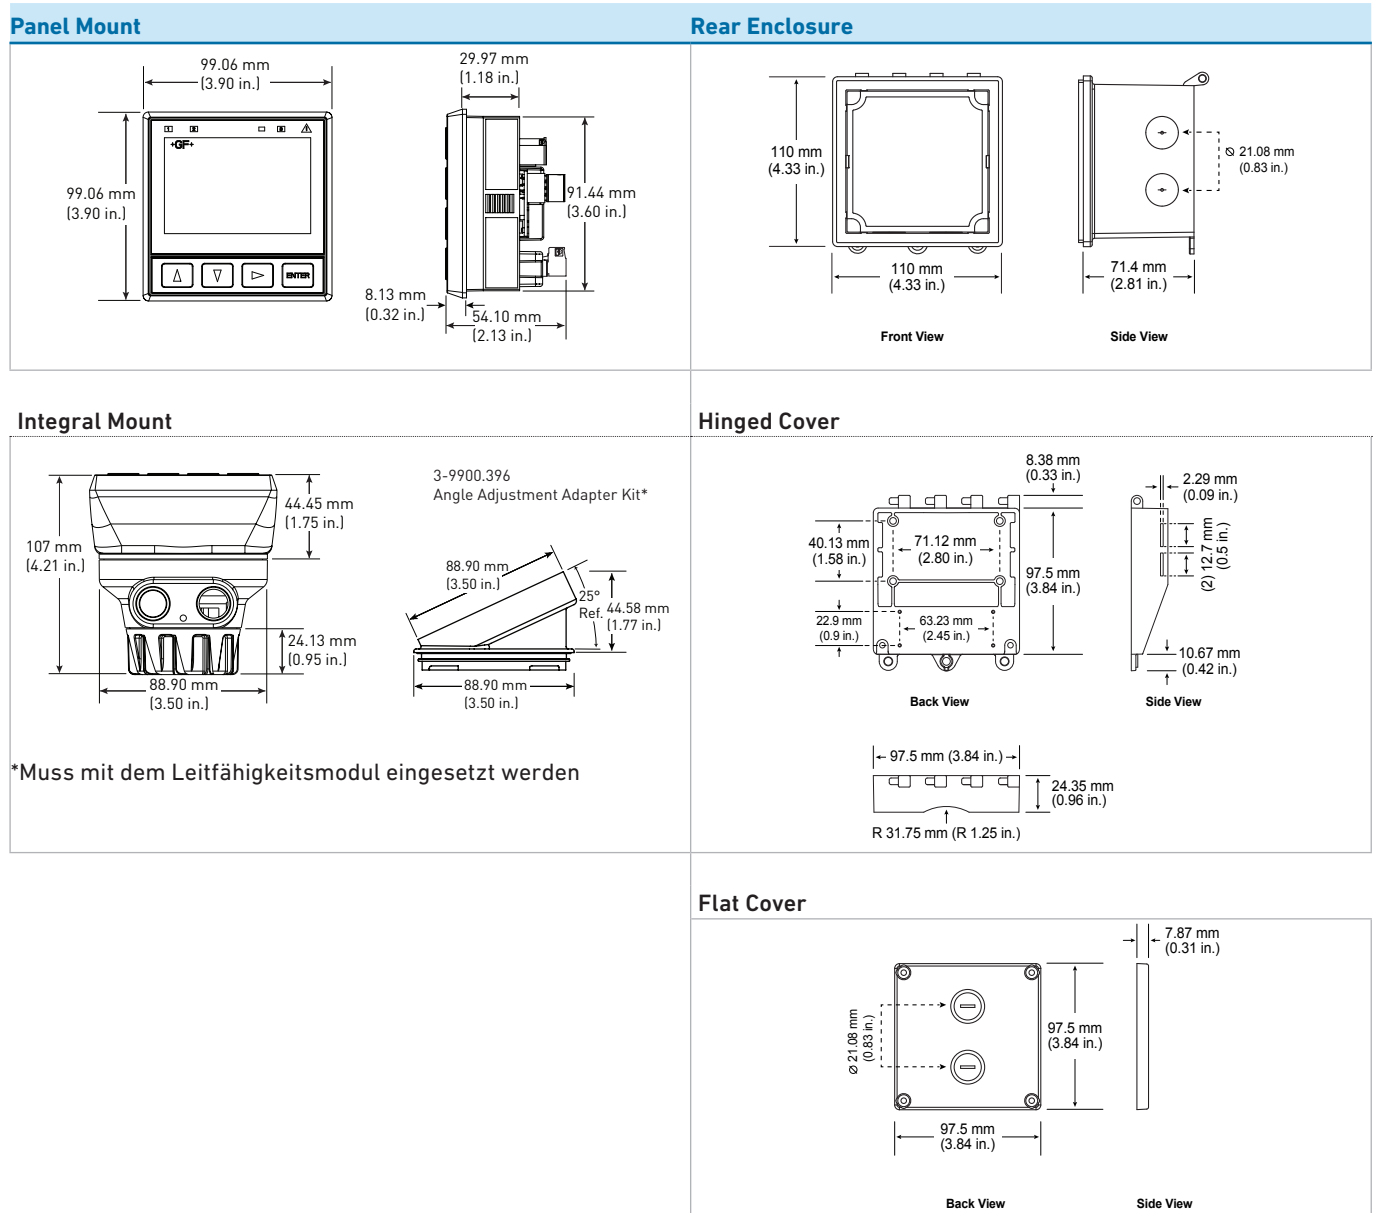 Panel Mount
Rear Enclosure
99.06 mm
(3.90 in.)
29.97 mm
(1.18 in.)
1 2 3
+GF+
99.06 mm
(3.90 in.)
ENTER
91.44 mm
(3.60 in.)
8.13 mm
(0.32 in.)
54.10 mm
(2.13 in.)
110 mm
(4.33 in.)
110 mm
(4.33 in.)
Front View
⌀ 21.08 mm
(0.83 in.)
71.4 mm
(2.81 in.)
Side View
Integral Mount
Hinged Cover
107 mm
(4.21 in.)
44.45 mm
(1.75 in.)
24.13 mm
(0.95 in.)
88.90 mm
(3.50 in.)
3-9900.396
Angle Adjustment Adapter Kit*
88.90 mm
(3.50 in.)
25°
Ref.
44.58 mm
(1.77 in.)
88.90 mm
(3.50 in.)
*Muss mit dem Leitfähigkeitsmodul eingesetzt werden
8.38 mm
(0.33 in.)
40.13 mm
(1.58 in.)
71.12 mm
(2.80 in.)
97.5 mm
(3.84 in.)
22.9 mm
(0.9 in.)
63.23 mm
(2.45 in.)
Back View
2.29 mm
(0.09 in.)
(2) 12.7 mm
(0.5 in.)
10.67 mm
(0.42 in.)
Side View
97.5 mm (3.84 in.)
24.35 mm
(0.96 in.)
R 31.75 mm (R 1.25 in.)
Flat Cover
7.87 mm
(0.31 in.)
⌀ 21.08 mm
(0.83 in.)
97.5 mm
(3.84 in.)
97.5 mm
(3.84 in.)
Back View
Side View